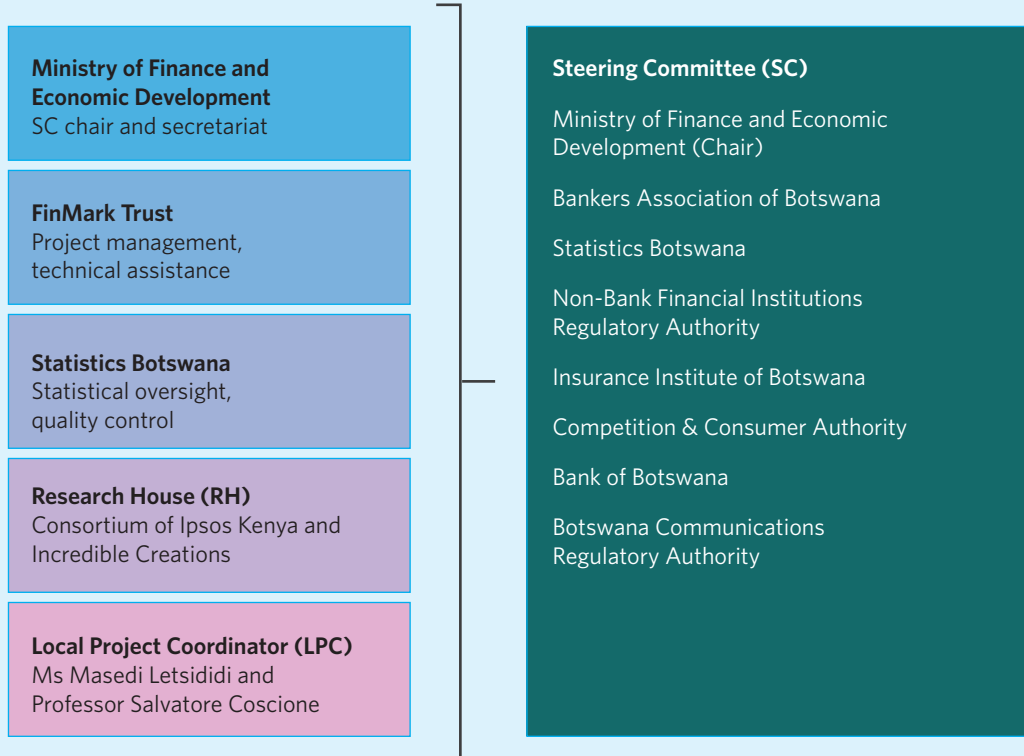 Ministry of Finance and
Economic Development
SC chair and secretariat
FinMark Trust
Project management,
technical assistance
Statistics Botswana
Statistical oversight,
quality control
Research House (RH)
Consortium of Ipsos Kenya and
Incredible Creations
Local Project Coordinator (LPC)
Ms Masedi Letsididi and
Professor Salvatore Coscione
Steering Committee (SC)
Ministry of Finance and Economic
Development (Chair)
Bankers Association of Botswana
Statistics Botswana
Non-Bank Financial Institutions
Regulatory Authority
Insurance Institute of Botswana
Competition & Consumer Authority
Bank of Botswana
Botswana Communications
Regulatory Authority